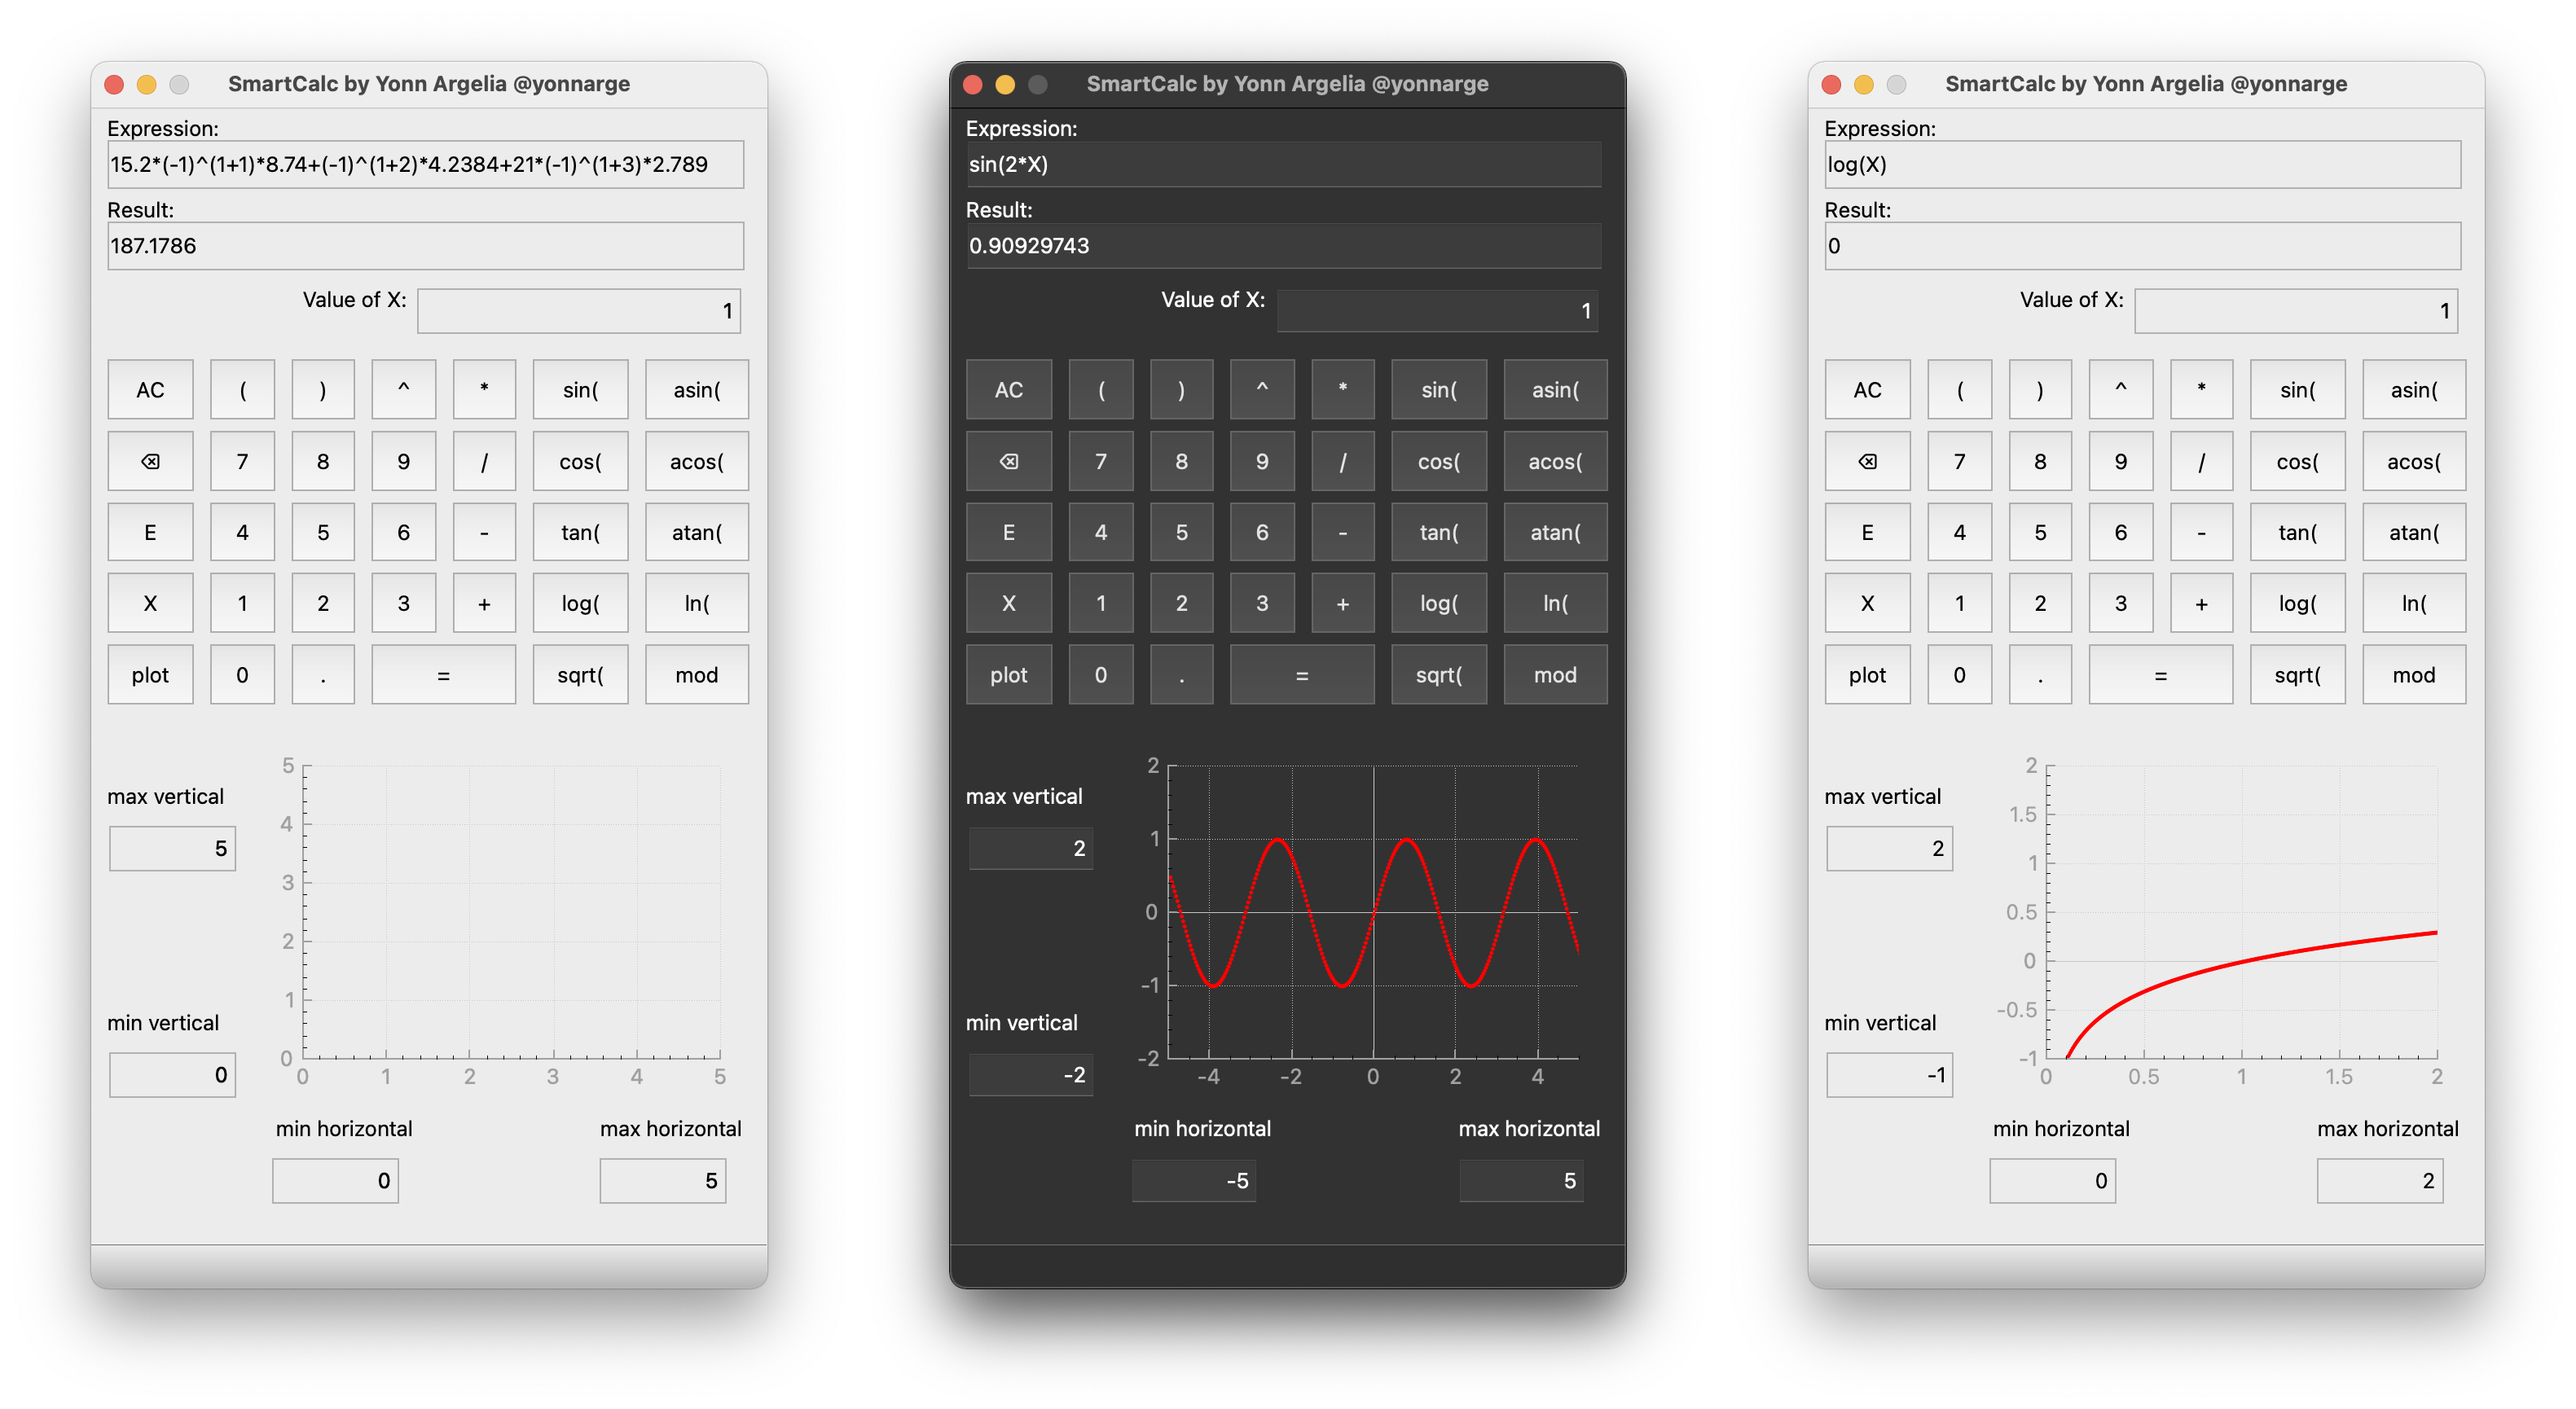 SmartCalc by Yonn Argelia @yonnarge
Expression:
15.2*(-1)^(1+1)*8.74+(-1)^(1+2)*4.2384+21*(-1)^(1+3)*2.789
Result:
187.1786
Value of X: 1
AC ( ) ^ * sin( asin(
⌫ 7 8 9 / cos( acos(
E 4 5 6 - tan( atan(
X 1 2 3 + log( ln(
plot 0 . = sqrt( mod
max vertical
5
min vertical
0
5
4
3
2
1
0
0 1 2 3 4 5
min horizontal max horizontal
0 5
SmartCalc by Yonn Argelia @yonnarge
Expression:
sin(2*X)
Result:
0.90929743
Value of X: 1
AC ( ) ^ * sin( asin(
⌫ 7 8 9 / cos( acos(
E 4 5 6 - tan( atan(
X 1 2 3 + log( ln(
plot 0 . = sqrt( mod
max vertical
2
min vertical
-2
2
1
0
-1
-2
-4 -2 0 2 4
min horizontal max horizontal
-5 5
SmartCalc by Yonn Argelia @yonnarge
Expression:
log(X)
Result:
0
Value of X: 1
AC ( ) ^ * sin( asin(
⌫ 7 8 9 / cos( acos(
E 4 5 6 - tan( atan(
X 1 2 3 + log( ln(
plot 0 . = sqrt( mod
max vertical
2
min vertical
-1
2
1.5
1
0.5
0
-0.5
-1
0 0.5 1 1.5 2
min horizontal max horizontal
0 2